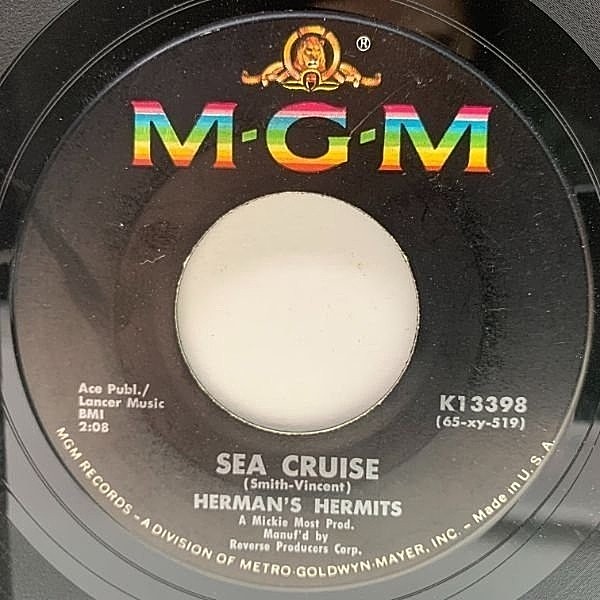 ®
M-G-M
Ace Publ./
Lancer Music
BMI
2:08
K13398
(65-xy-519)
SEA CRUISE
(Smith-Vincent)
HERMAN'S HERMITS
A Mickie Most Prod.
Manuf'd by
Reverse Producers Corp.
MGM RECORDS - A DIVISION OF METRO-GOLDWYN-MAYER, INC. - Made in U.S.A.